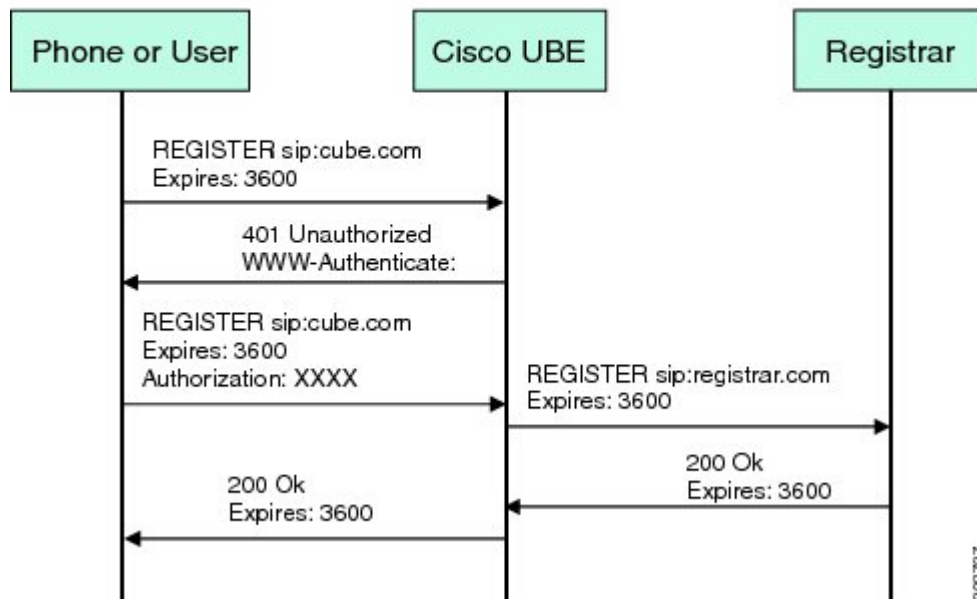 Phone or User
Cisco UBE
Registrar
REGISTER sip:cube.com
Expires: 3600
401 Unauthorized
WWW-Authenticate:
REGISTER sip:cube.com
Expires: 3600
Authorization: XXXX
REGISTER sip:registrar.com
Expires: 3600
200 Ok
Expires: 3600
200 Ok
Expires: 3600